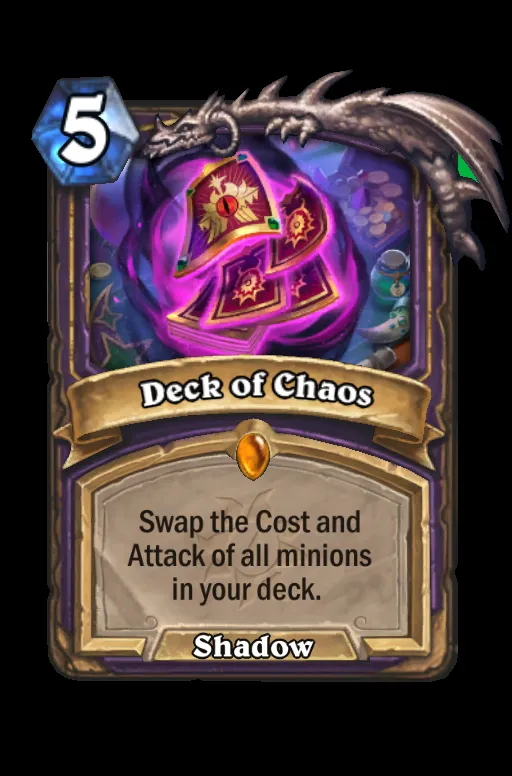 5
Deck of Chaos
Swap the Cost and
Attack of all minions
in your deck.
Shadow